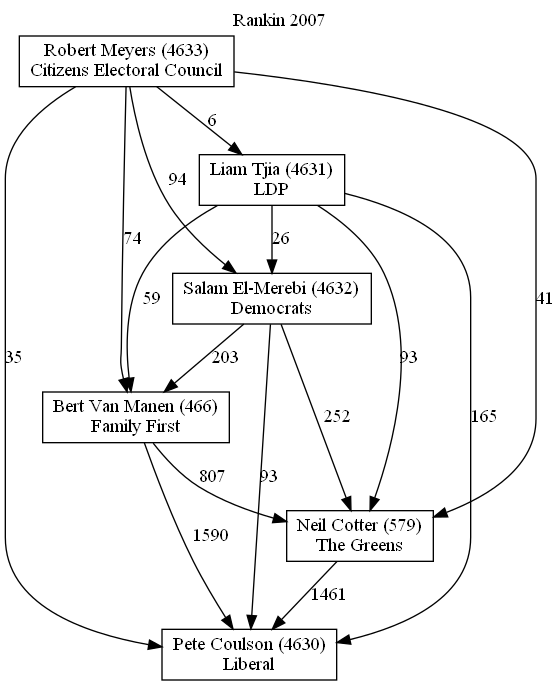 Rankin 2007
Robert Meyers (4633)
Citizens Electoral Council
6
Liam Tjia (4631)
LDP
94
74
26
Salam El-Merebi (4632)
Democrats
59
41
35
203
93
Bert Van Manen (466)
Family First
252
165
807
93
Neil Cotter (579)
The Greens
1590
1461
Pete Coulson (4630)
Liberal